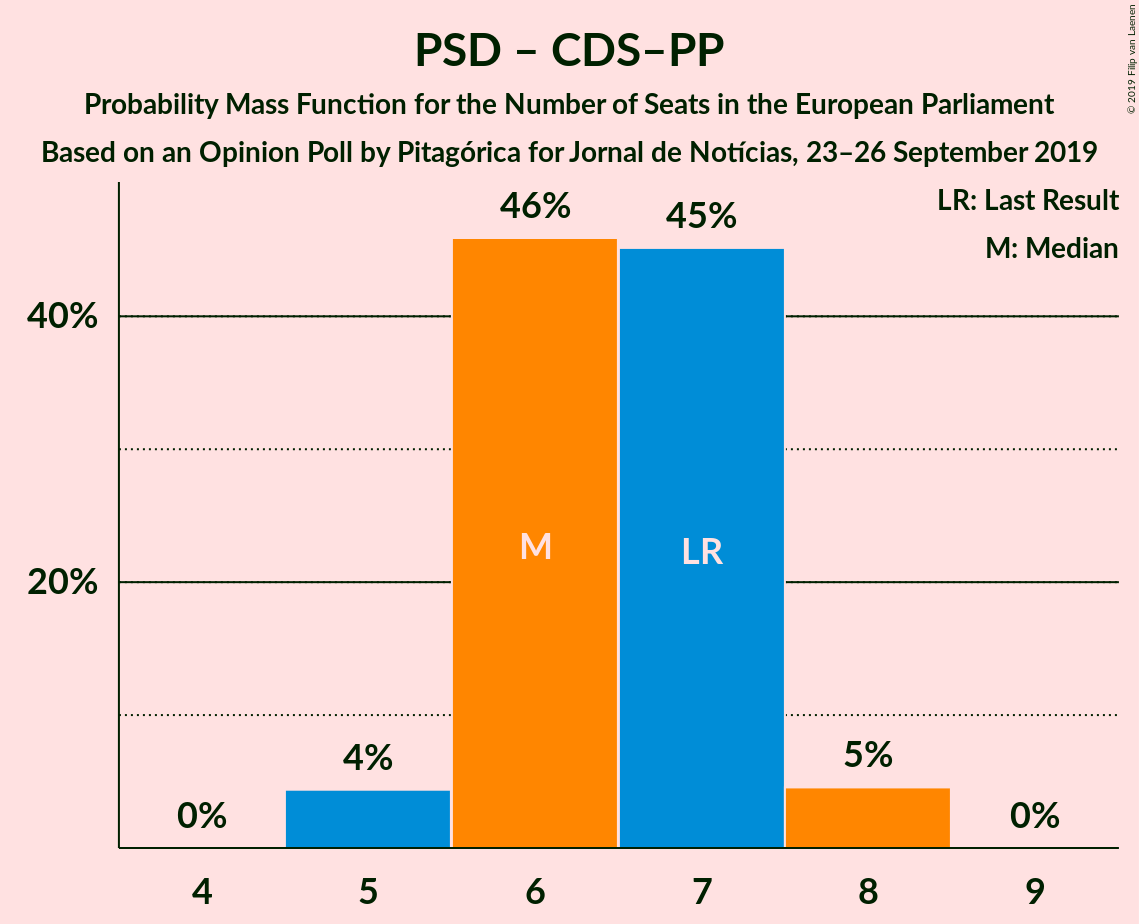 PSD – CDS–PP
Probability Mass Function for the Number of Seats in the European Parliament
Based on an Opinion Poll by Pitagórica for Jornal de Notícias, 23–26 September 2019
© 2019 Filip van Laenen
LR: Last Result
M: Median
46%
45%
40%
M
LR
20%
4%
5%
0%
0%
4
5
6
7
8
9